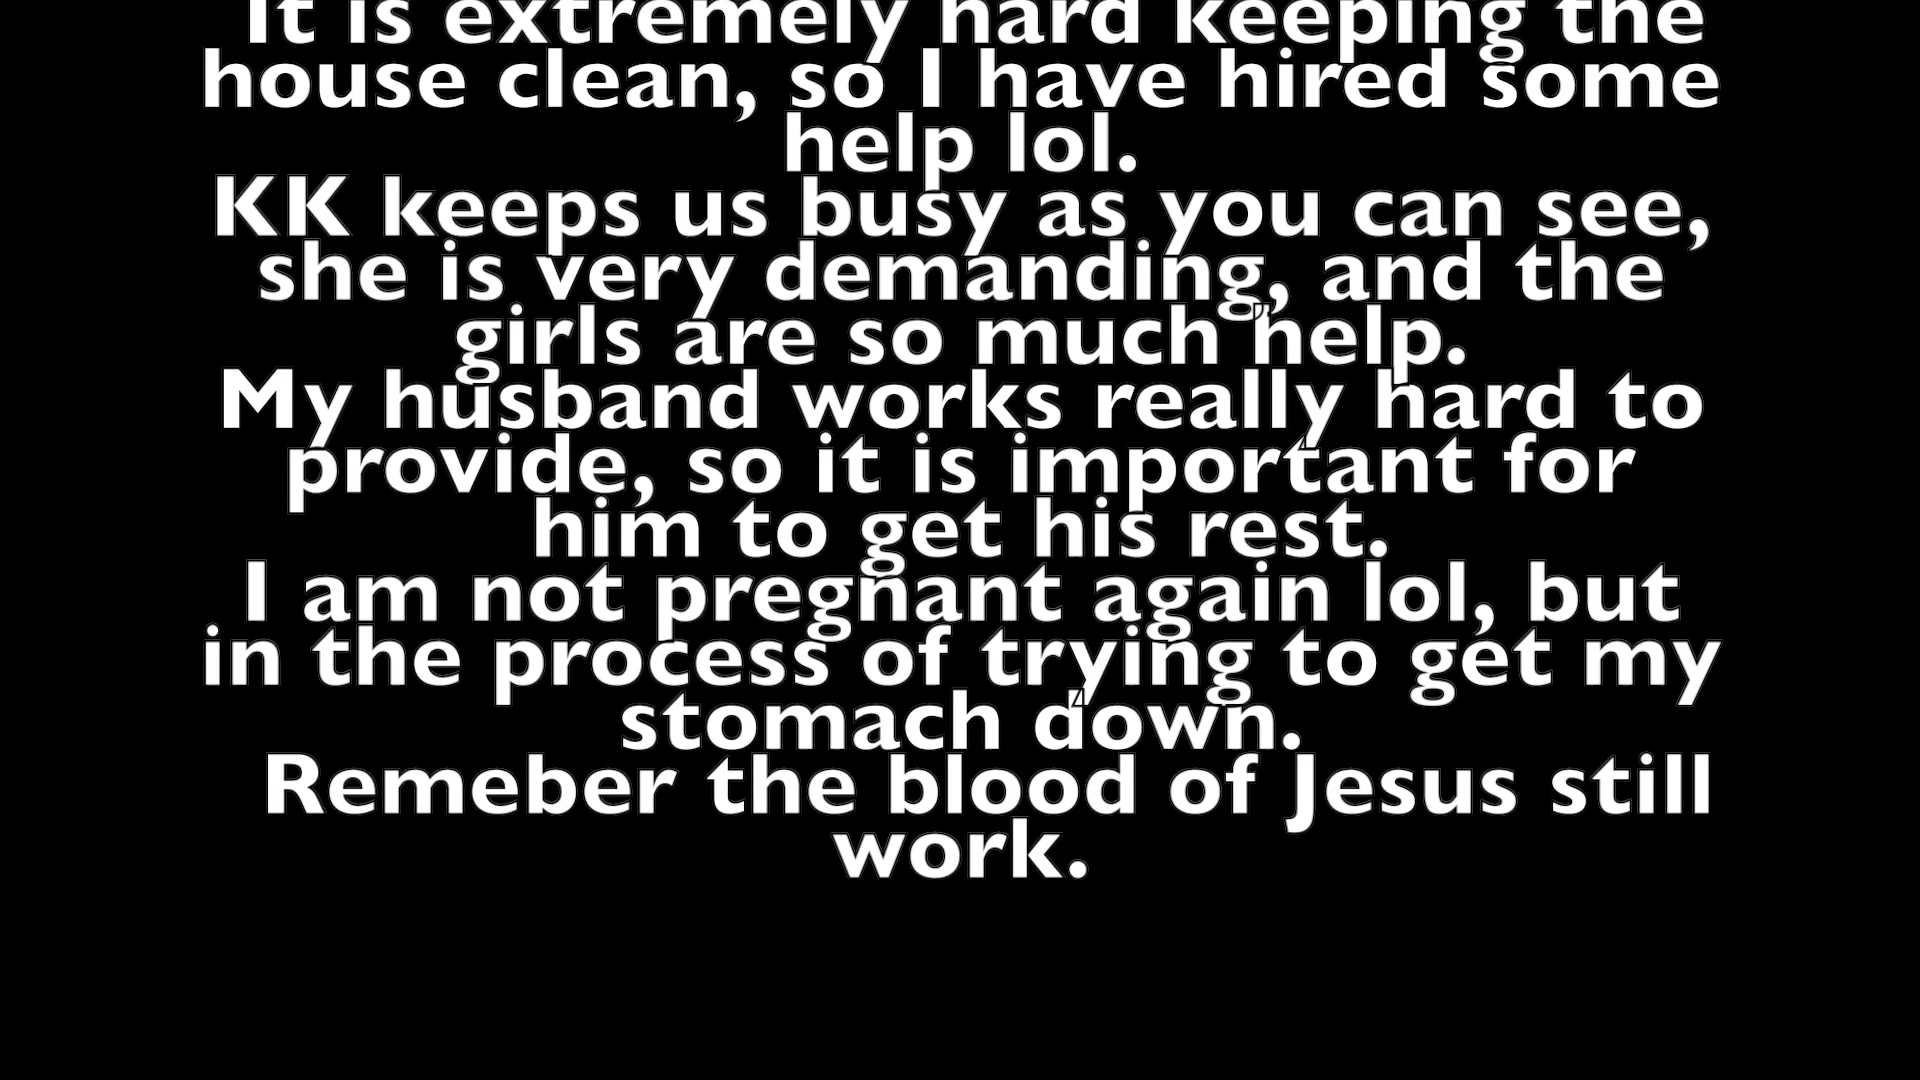 It is extremely hard keeping the
house clean, so I have hired some
help lol.
KK keeps us busy as you can see,
she is very demanding, and the
girls are so much help.
My husband works really hard to
provide, so it is important for
him to get his rest.
I am not pregnant again lol, but
in the process of trying to get my
stomach down.
Remeber the blood of Jesus still
work.